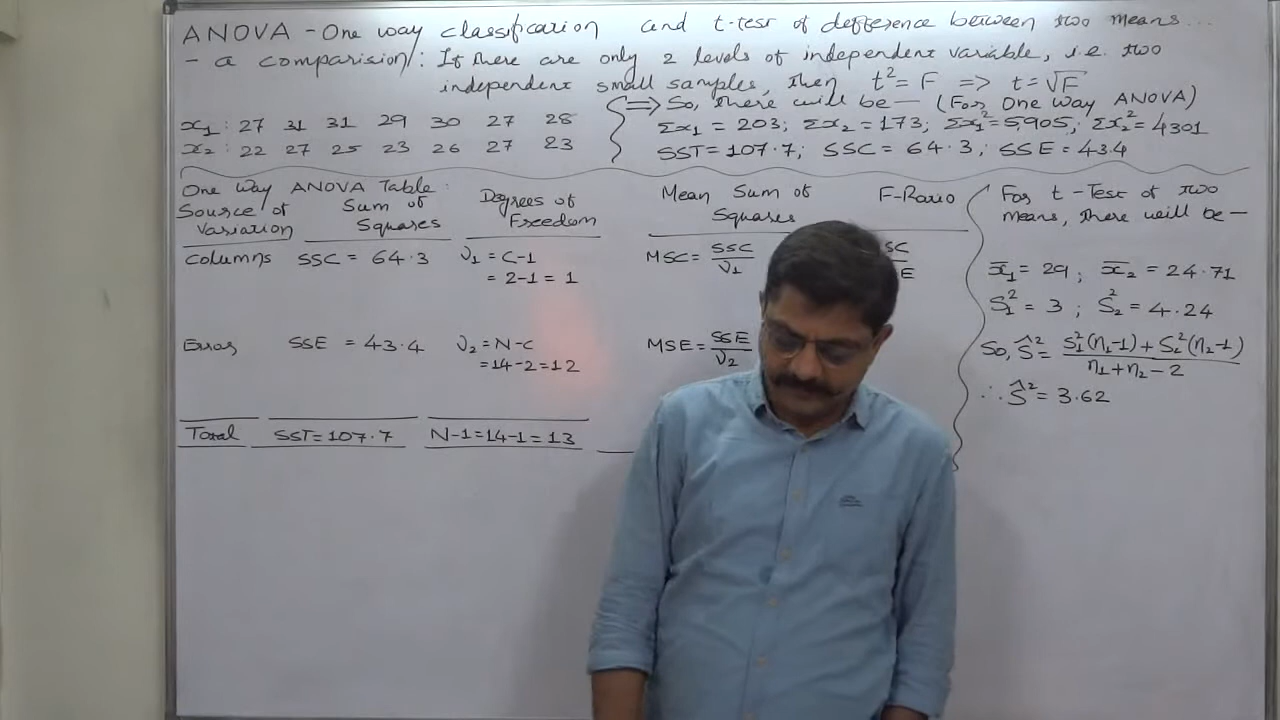 ANOVA - One way classification and t-test of defference between two means...
- a comparision: If there are only 2 levels of independent variable, i.e. two
independent small samples, then t² = F => t = √F
=> So, there will be — (For One way ANOVA)
x₁ : 27 31 31 29 30 27 28
Σx₁ = 203; Σx₂ = 173; Σx₁² = 5905; Σx₂² = 4301
x₂ : 22 27 25 23 26 27 23
SST = 107.7; SSC = 64.3; SSE = 43.4
One Way ANOVA Table:
Source of Variation
Sum of Squares
Degrees of Freedom
Mean Sum of Squares
F-Ratio
Columns SSC = 64.3 ν₁ = C-1 MSC = SSC/ν₁
= 2-1 = 1
Error SSE = 43.4 ν₂ = N-C MSE = SSE/ν₂
= 14-2 = 12
Total SST = 107.7 N-1 = 14-1 = 13
For t-Test of two
means, there will be —
x̄₁ = 29 ; x̄₂ = 24.71
S₁² = 3 ; S₂² = 4.24
So, Ŝ² = S₁²(n₁-1) + S₂²(n₂-1) / n₁+n₂-2
∴ Ŝ² = 3.62